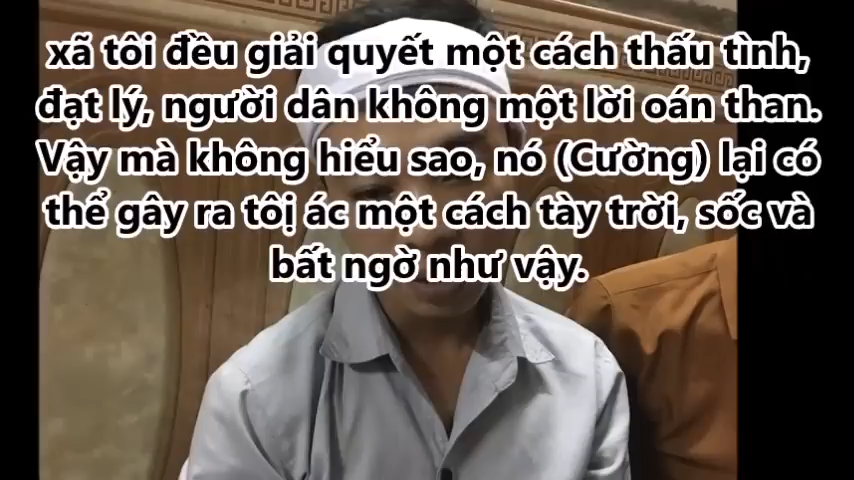 xã tôi đều giải quyết một cách thấu tình,
đạt lý, người dân không một lời oán than.
Vậy mà không hiểu sao, nó (Cường) lại có
thể gây ra tôị ác một cách tày trời, sốc và
bất ngờ như vậy.